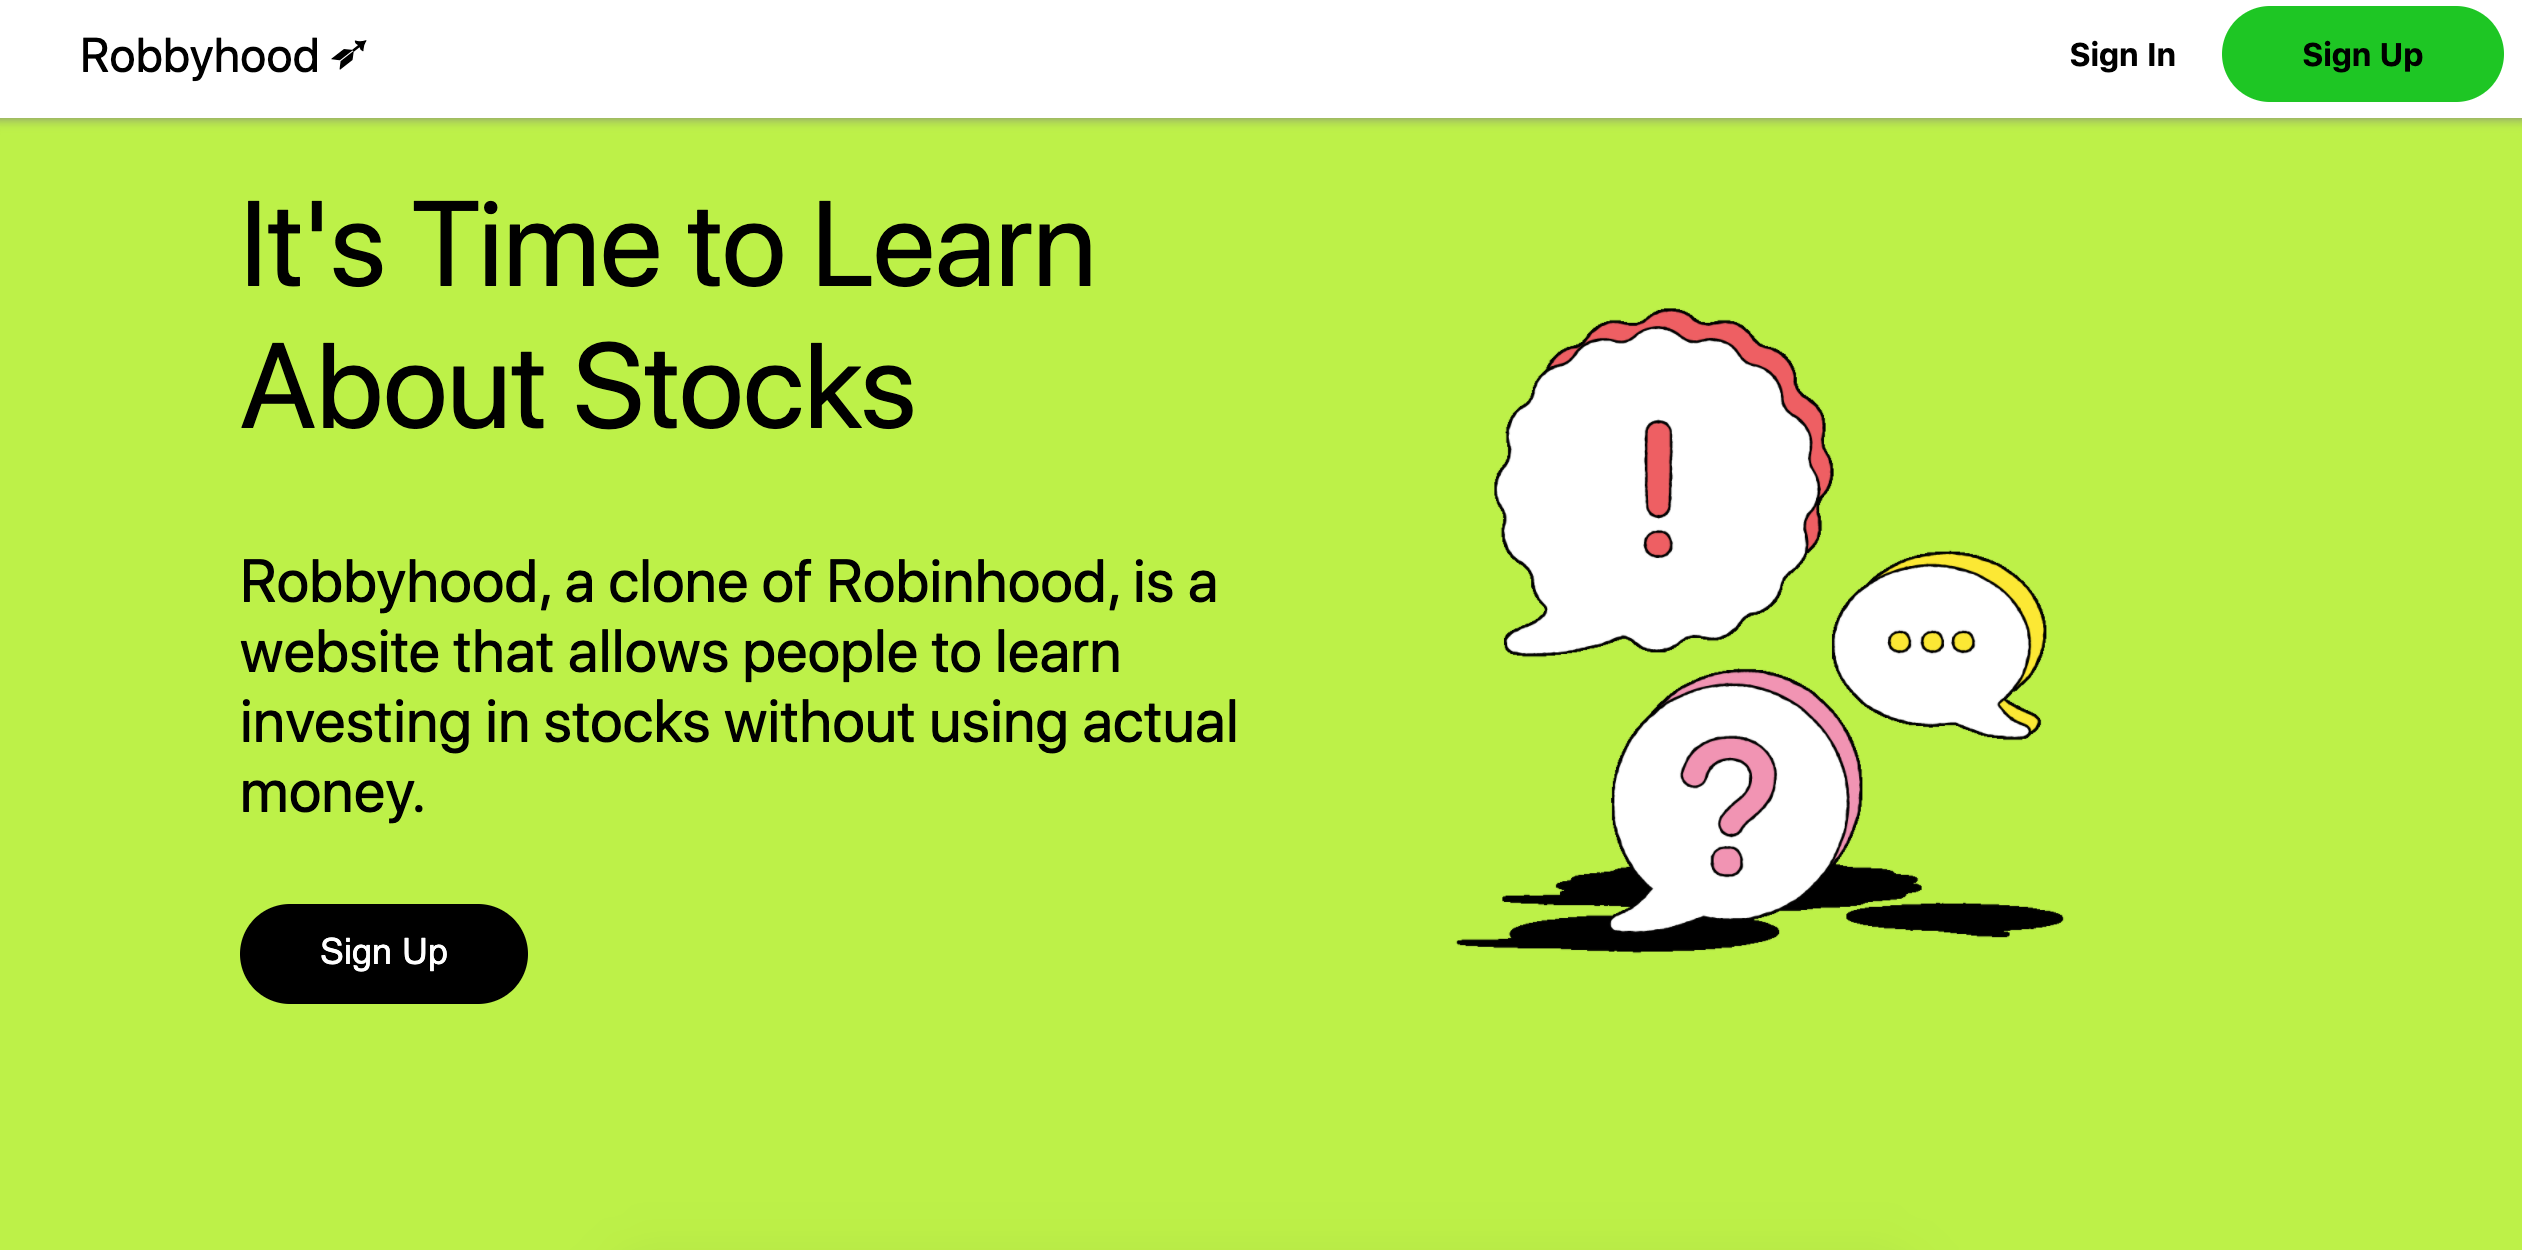 Robbyhood
Sign In
Sign Up
It's Time to Learn
About Stocks
Robbyhood, a clone of Robinhood, is a
website that allows people to learn
investing in stocks without using actual
money.
Sign Up
!
...
?